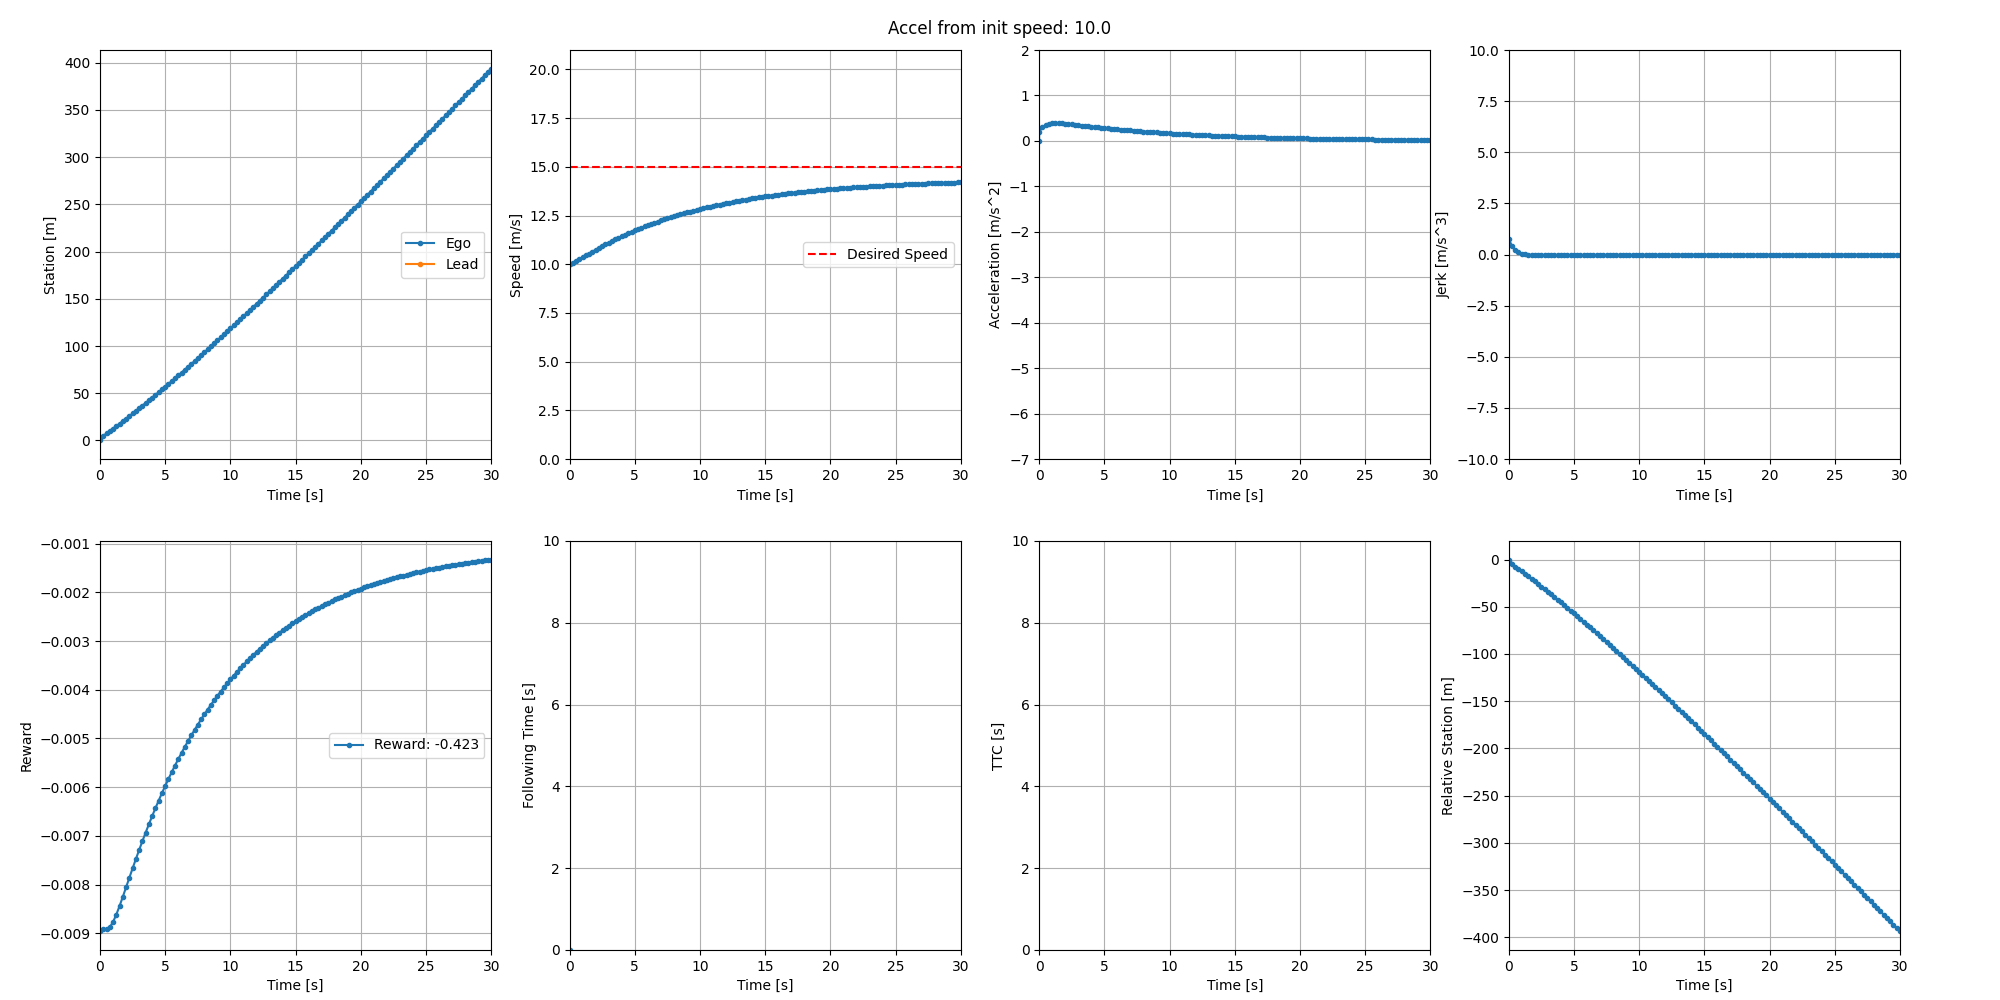 Accel from init speed: 10.0
400
350
300
250
200
150
100
50
0
Station [m]
Ego
Lead
0 5 10 15 20 25 30
Time [s]
20.0
17.5
15.0
12.5
10.0
7.5
5.0
2.5
0.0
Speed [m/s]
Desired Speed
0 5 10 15 20 25 30
Time [s]
2
1
0
−1
−2
−3
−4
−5
−6
−7
Acceleration [m/s^2]
0 5 10 15 20 25 30
Time [s]
10.0
7.5
5.0
2.5
0.0
−2.5
−5.0
−7.5
−10.0
Jerk [m/s^3]
0 5 10 15 20 25 30
Time [s]
−0.001
−0.002
−0.003
−0.004
−0.005
−0.006
−0.007
−0.008
−0.009
Reward
Reward: -0.423
0 5 10 15 20 25 30
Time [s]
10
8
6
4
2
0
Following Time [s]
0 5 10 15 20 25 30
Time [s]
10
8
6
4
2
0
TTC [s]
0 5 10 15 20 25 30
Time [s]
0
−50
−100
−150
−200
−250
−300
−350
−400
Relative Station [m]
0 5 10 15 20 25 30
Time [s]